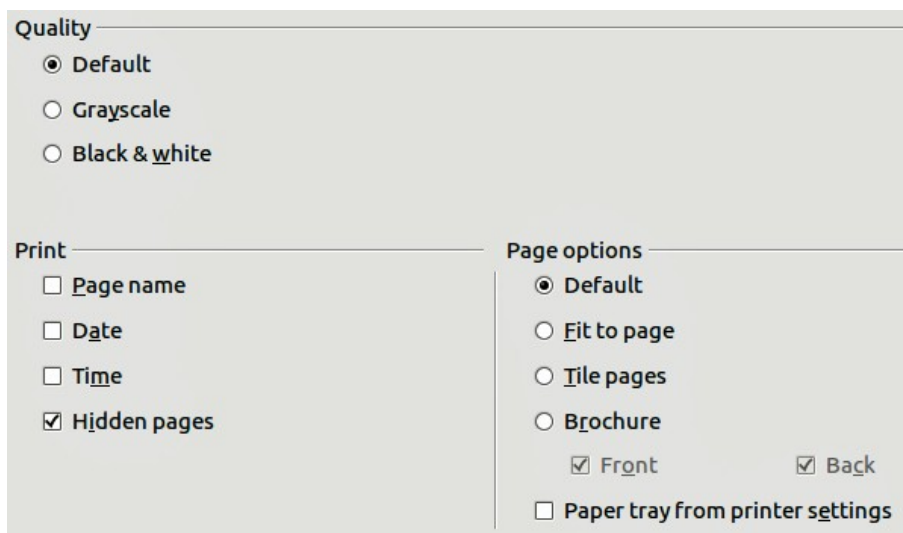 Quality
Default
Grayscale
Black & white
Print
Page name
Date
Time
Hidden pages
Page options
Default
Fit to page
Tile pages
Brochure
Front
Back
Paper tray from printer settings